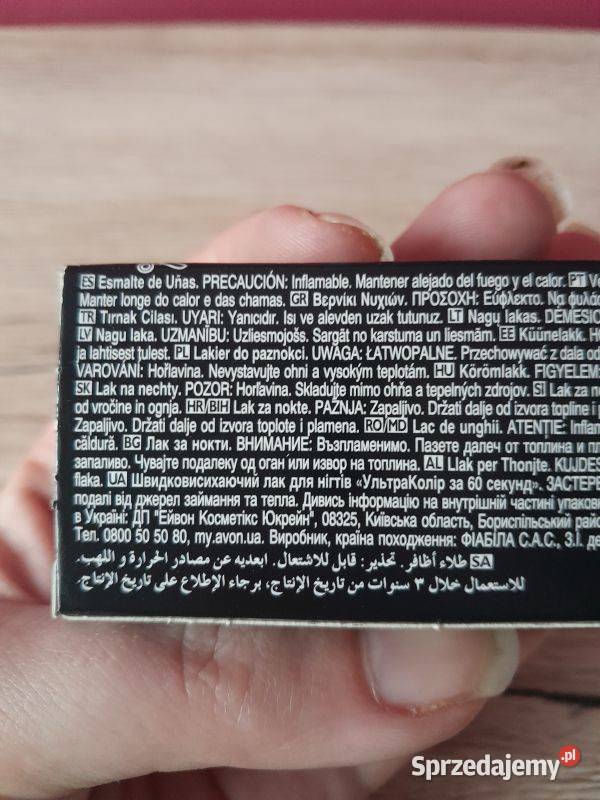 ES Esmalte de Uñas. PRECAUCIÓN: Inflamable. Mantener alejado del fuego y el calor. PT
Manter longe do calor e das chamas. GR Βερνίκι Νυχιών. ΠΡΟΣΟΧΗ: Εύφλεκτο. Να
TR Tırnak Cilası. UYARI: Yanıcıdır. Isı ve alevden uzak tutunuz. LT Nagų lakas. DĖMESIO
LV Nagu laka. UZMANĪBU: Uzliesmojošs. Sargāt no karstuma un liesmām. EE Küünelakk.
ja lahtisest tulest. PL Lakier do paznokci. UWAGA: ŁATWOPALNE. Przechowywać z dala od
VAROVÁNÍ: Hořlavina. Nevystavujte ohni a vysokým teplotám. HU Körömlakk. FIGYELEM:
SK Lak na nechty. POZOR: Horľavina. Skladujte mimo ohňa a tepelných zdrojov. SI Lak za
od vročine in ognja. HR/BIH Lak za nokte. PAŽNJA: Zapaljivo. Držati dalje od izvora topline i
Zapaljivo. Držati dalje od izvora toplote i plamena. RO/MD Lac de unghii. ATENȚIE:
căldură. BG Лак за нокти. ВНИМАНИЕ: Възпламенимо. Пазете далеч от топлина и
запаливо. Чувајте подалеку од оган или извор на топлина. AL Llak per Thonjte. KUJDES
flaka. UA Швидковисихаючий лак для нігтів «УльтраКолір за 60 секунд».
подалі від джерел займання та тепла. Дивись інформацію на внутрішній частині
в Україні: ДП "Ейвон Косметікс Юкрейн", 08325, Київська область, Бориспільський
Тел. 0800 50 50 80, my.avon.ua. Виробник, країна походження: ФІАБІЛА С.А.С., З.І.
SA طلاء أظافر. تحذير: قابل للاشتعال. ابعديه عن مصادر الحرارة و اللهب.
للاستعمال خلال ٣ سنوات من تاريخ الإنتاج، برجاء الإطلاع على تاريخ الإنتاج.
Sprzedajemy.pl